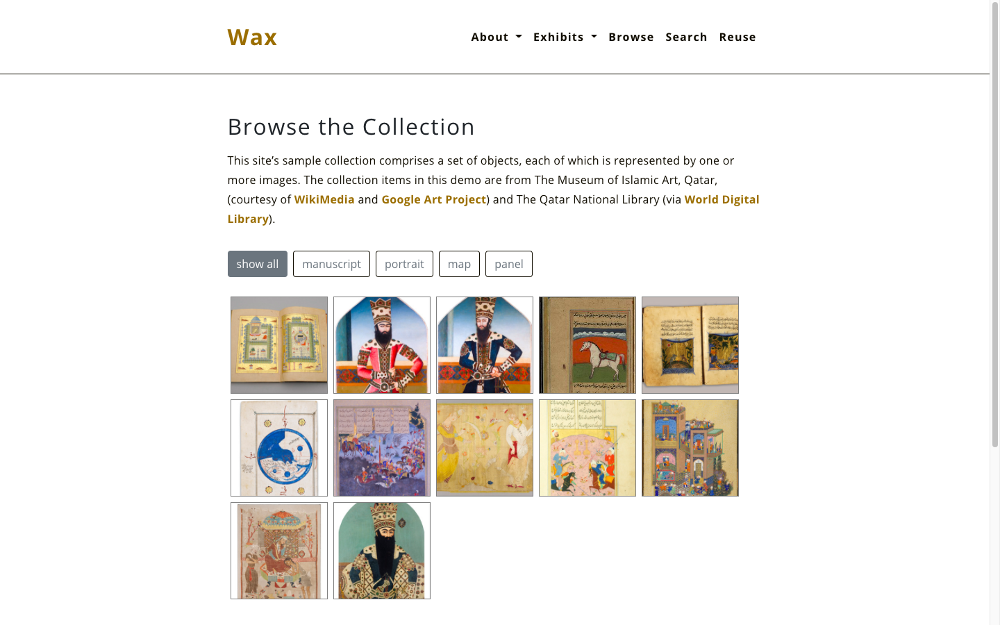 Wax
About Exhibits Browse Search Reuse
Browse the Collection
This site’s sample collection comprises a set of objects, each of which is represented by one or
more images. The collection items in this demo are from The Museum of Islamic Art, Qatar,
(courtesy of WikiMedia and Google Art Project) and The Qatar National Library (via World Digital
Library).
show all manuscript portrait map panel